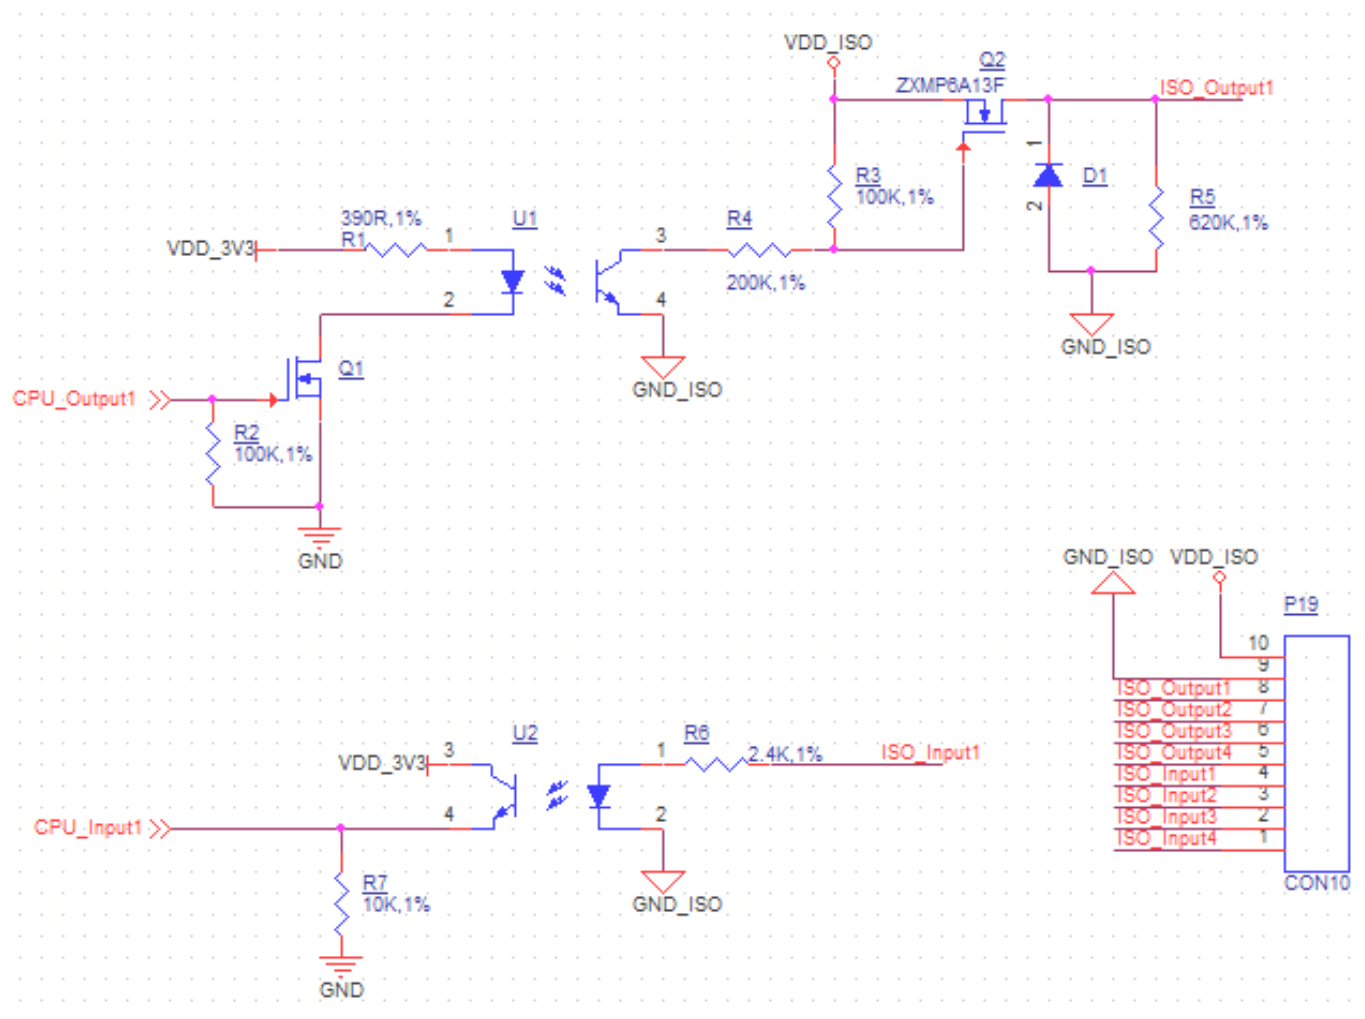 VDD_ISO
Q2
ZXMP6A13F
ISO_Output1
1
D1
2
R3
100K,1%
R5
620K,1%
390R,1%
R1
VDD_3V3
1
U1
3
R4
200K,1%
2
4
GND_ISO
GND_ISO
Q1
CPU_Output1
R2
100K,1%
GND
GND_ISO
VDD_ISO
P19
10
9
ISO_Output1 8
ISO_Output2 7
ISO_Output3 6
ISO_Output4 5
ISO_Input1 4
ISO_Input2 3
ISO_Input3 2
ISO_Input4 1
CON10
U2
VDD_3V3
3
1
R6
2.4K,1%
ISO_Input1
CPU_Input1
4
2
R7
10K,1%
GND_ISO
GND